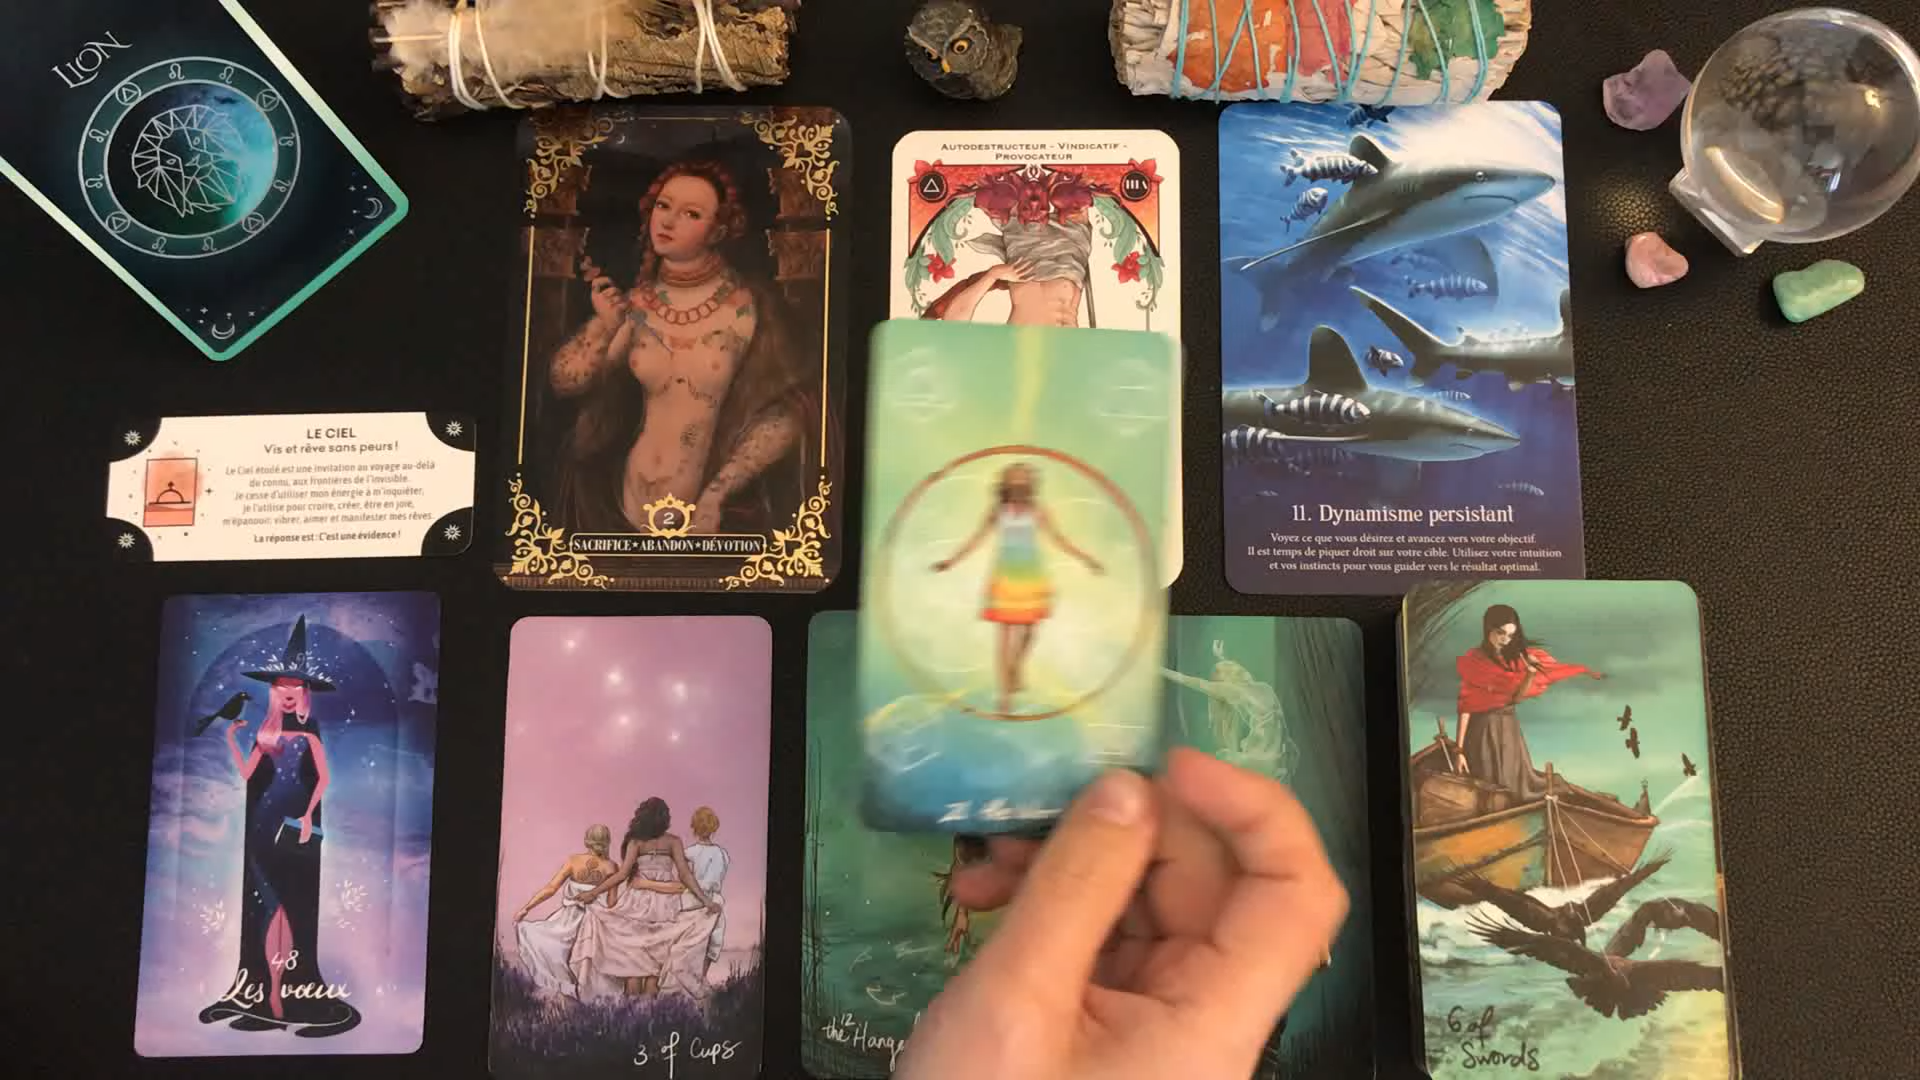 LION
AUTODESTRUCTEUR - VINDICATIF -
PROVOCATEUR
LE CIEL
Vis et rêve sans peurs !
Le Ciel étoilé est une invitation au voyage au-delà
du connu, aux frontières de l'invisible.
Je cesse d'utiliser mon énergie à m'inquiéter,
je l'utilise pour croire, créer, être en joie,
m'épanouir, vibrer, aimer et manifester mes rêves.
La réponse est : C'est une évidence !
2
SACRIFICE★ABANDON★DÉVOTION
11. Dynamisme persistant
Voyez ce que vous désirez et avancez vers votre objectif.
Il est temps de piquer droit sur votre cible. Utilisez votre intuition
et vos instincts pour vous guider vers le résultat optimal.
48
Les vœux
3 of Cups
12
the
6 of
Swords